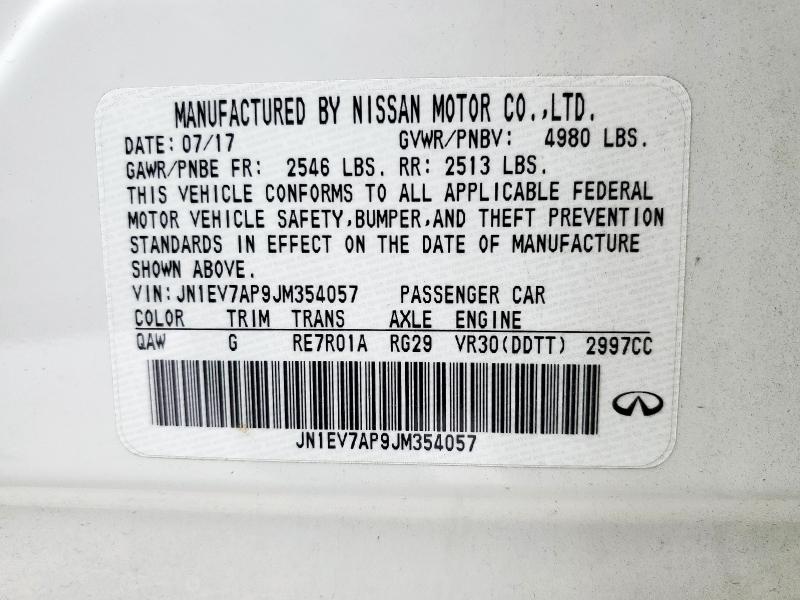 MANUFACTURED BY NISSAN MOTOR CO.,LTD.
DATE: 07/17 GVWR/PNBV: 4980 LBS.
GAWR/PNBE FR: 2546 LBS. RR: 2513 LBS.
THIS VEHICLE CONFORMS TO ALL APPLICABLE FEDERAL
MOTOR VEHICLE SAFETY,BUMPER,AND THEFT PREVENTION
STANDARDS IN EFFECT ON THE DATE OF MANUFACTURE
SHOWN ABOVE.
VIN:JN1EV7AP9JM354057 PASSENGER CAR
COLOR TRIM TRANS AXLE ENGINE
QAW G RE7R01A RG29 VR30(DDTT) 2997CC
JN1EV7AP9JM354057